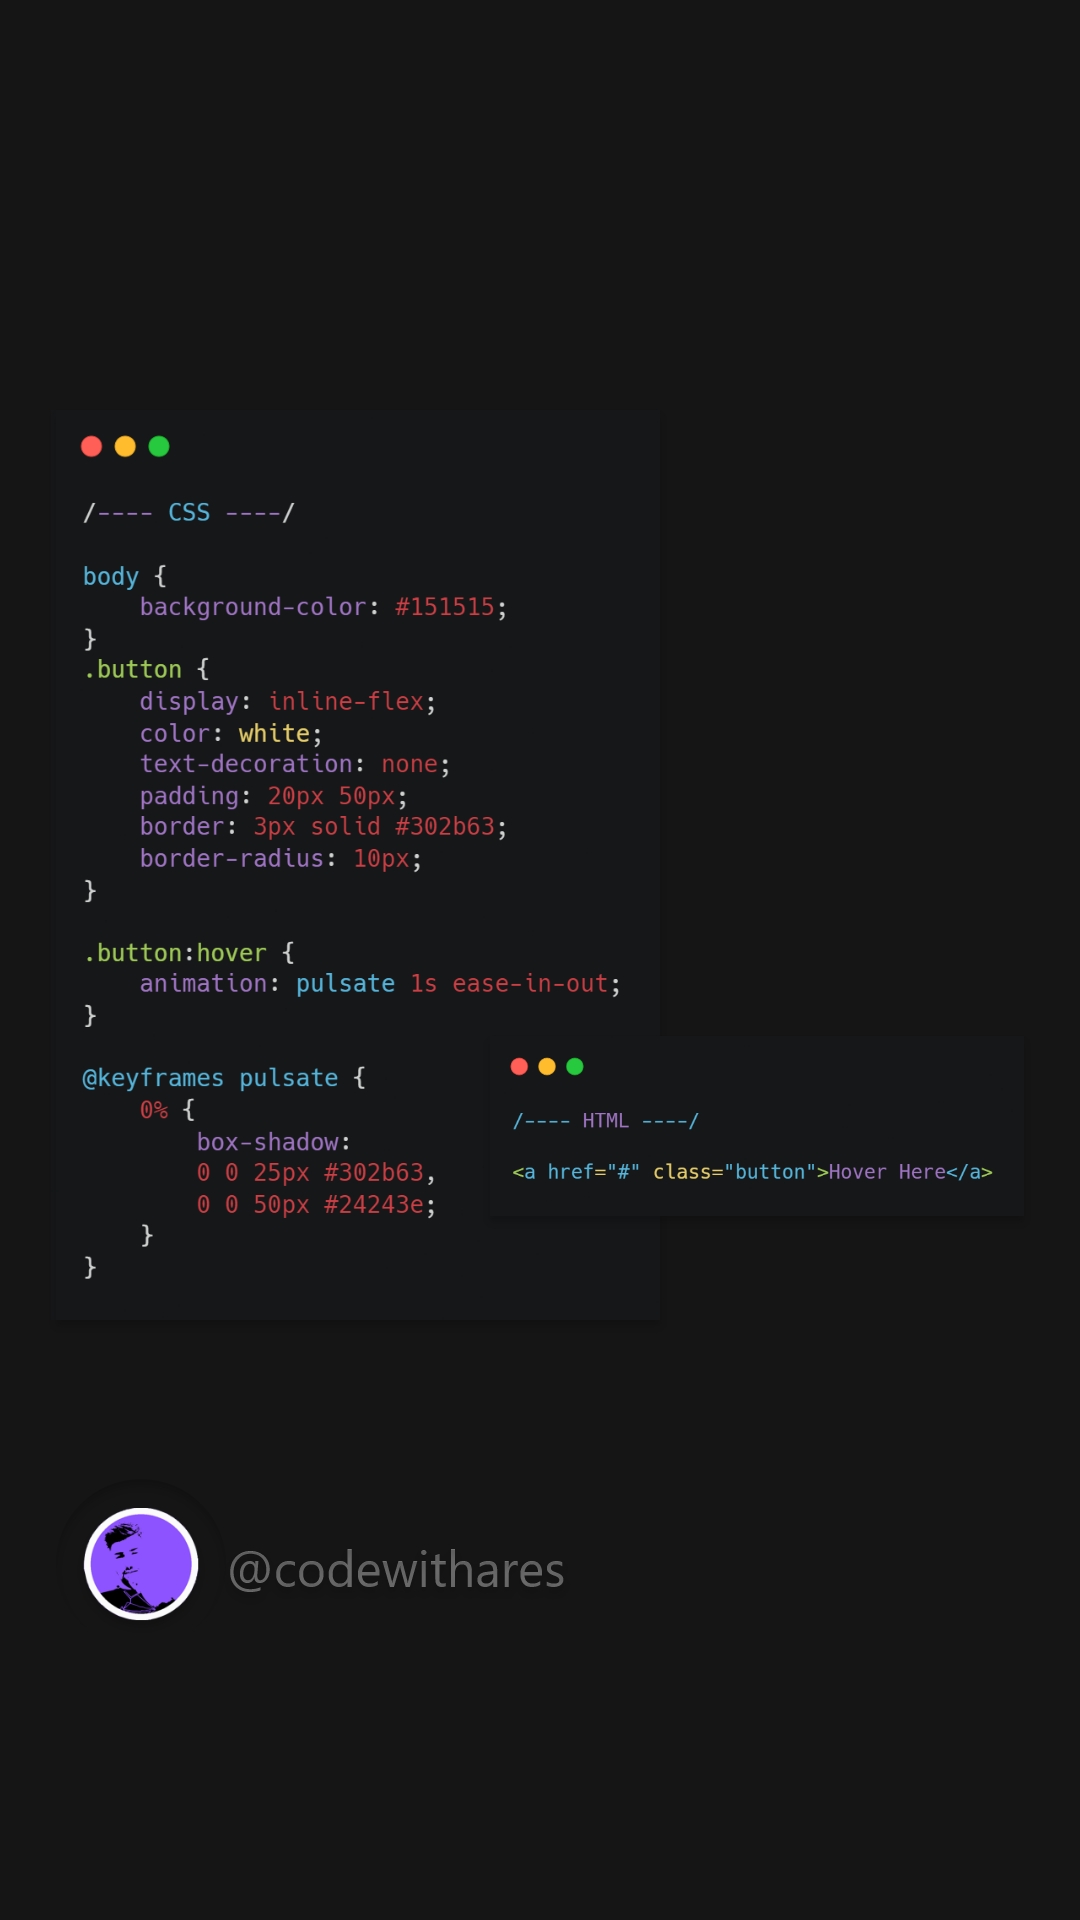 /---- CSS ----/
body {
    background-color: #151515;
}
.button {
    display: inline-flex;
    color: white;
    text-decoration: none;
    padding: 20px 50px;
    border: 3px solid #302b63;
    border-radius: 10px;
}
.button:hover {
    animation: pulsate 1s ease-in-out;
}
@keyframes pulsate {
    0% {
        box-shadow:
        0 0 25px #302b63,
        0 0 50px #24243e;
    }
}
/---- HTML ----/
<a href="#" class="button">Hover Here</a>
@codewithares